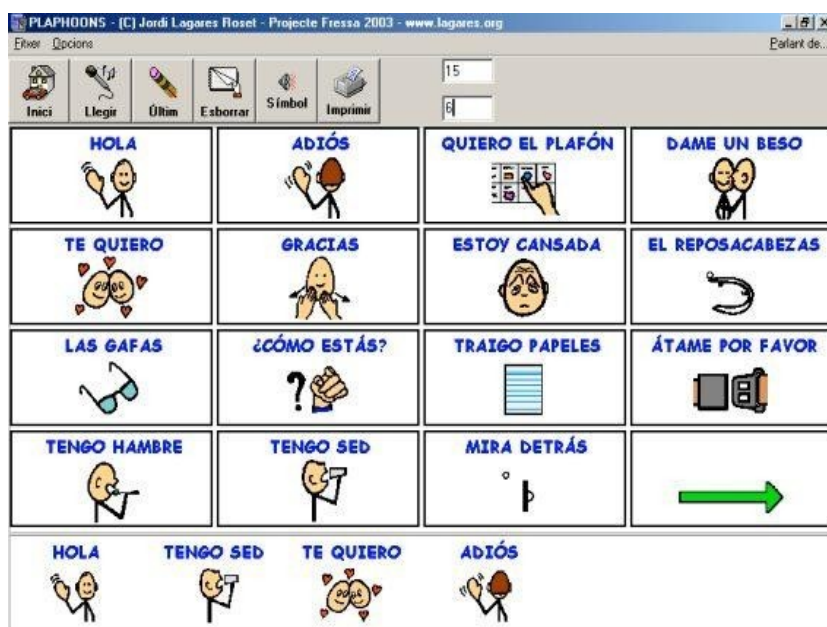 PLAPHOONS - (C) Jordi Lagares Roset - Projecte Fressa 2003 - www.lagares.org
Fitxer Opcions Parlant de...
Inici Llegir Últim Esborrar Símbol Imprimir
15
6
HOLA ADIÓS QUIERO EL PLAFÓN DAME UN BESO
TE QUIERO GRACIAS ESTOY CANSADA EL REPOSACABEZAS
LAS GAFAS ¿CÓMO ESTÁS? TRAIGO PAPELES ÁTAME POR FAVOR
?
TENGO HAMBRE TENGO SED MIRA DETRÁS
HOLA TENGO SED TE QUIERO ADIÓS